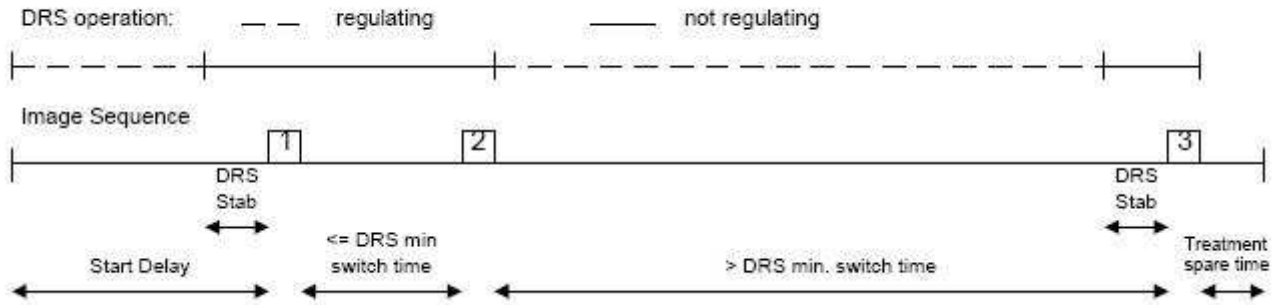 DRS operation: regulating not regulating
Image Sequence
1 2 3
DRS
Stab
DRS
Stab
Start Delay
<= DRS min
switch time
> DRS min. switch time
Treatment
spare time